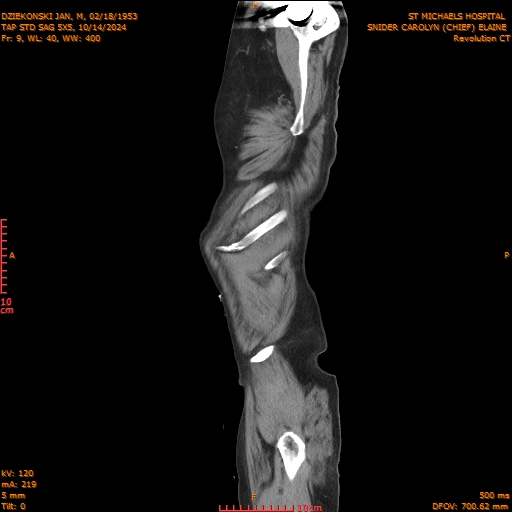 DZIEKONSKI JAN, M, 02/18/1953
TAP STD SAG 5X5, 10/14/2024
Fr: 9, WL: 40, WW: 400
ST MICHAELS HOSPITAL
SNIDER CAROLYN (CHIEF) ELAINE
Revolution CT
A
P
10
cm
kV: 120
mA: 219
5 mm
Tilt: 0
F
10cm
500 ms
DFOV: 700.62 mm